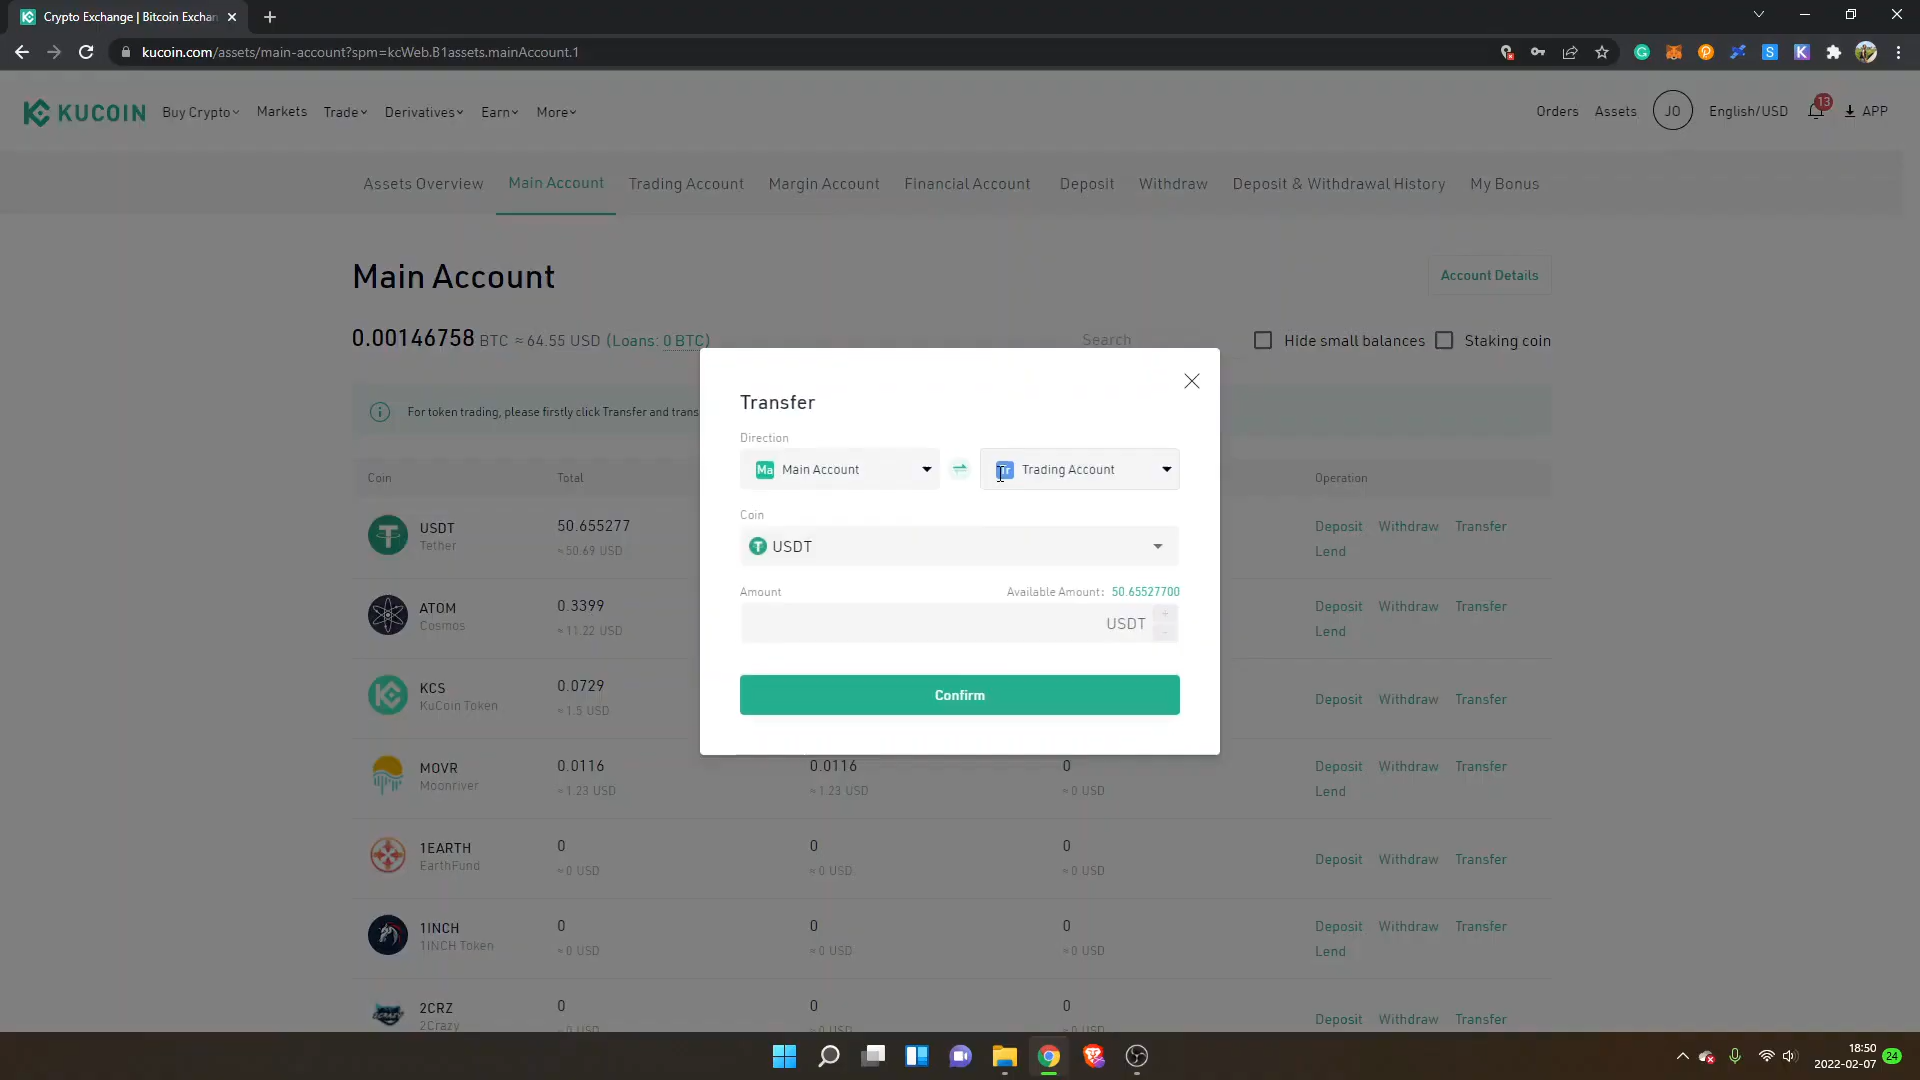 Crypto Exchange | Bitcoin Exchan
kucoin.com/assets/main-account?spm=kcWeb.B1assets.mainAccount.1
KUCOIN Buy Crypto Markets Trade Derivatives Earn More Orders Assets JO English/USD 13 APP
Assets Overview Main Account Trading Account Margin Account Financial Account Deposit Withdraw Deposit & Withdrawal History My Bonus
Main Account Account Details
0.00146758 BTC ≈ 64.55 USD (Loans: 0 BTC) Search Hide small balances Staking coin
For token trading, please firstly click Transfer and trans
Transfer
Direction
Ma Main Account Tr Trading Account
Coin
USDT
Amount Available Amount: 50.65527700
USDT
Confirm
Coin Total Operation
USDT 50.655277 Deposit Withdraw Transfer
Tether ≈ 50.69 USD Lend
ATOM 0.3399 Deposit Withdraw Transfer
Cosmos ≈ 11.22 USD Lend
KCS 0.0729 Deposit Withdraw Transfer
KuCoin Token ≈ 1.5 USD
MOVR 0.0116 0.0116 0 Deposit Withdraw Transfer
Moonriver ≈ 1.23 USD ≈ 1.23 USD ≈ 0 USD Lend
1EARTH 0 0 0 Deposit Withdraw Transfer
EarthFund ≈ 0 USD ≈ 0 USD ≈ 0 USD
1INCH 0 0 0 Deposit Withdraw Transfer
1INCH Token ≈ 0 USD ≈ 0 USD ≈ 0 USD Lend
2CRZ 0 0 0 Deposit Withdraw Transfer
2Crazy ≈ 0 USD ≈ 0 USD ≈ 0 USD
18:50
2022-02-07 24